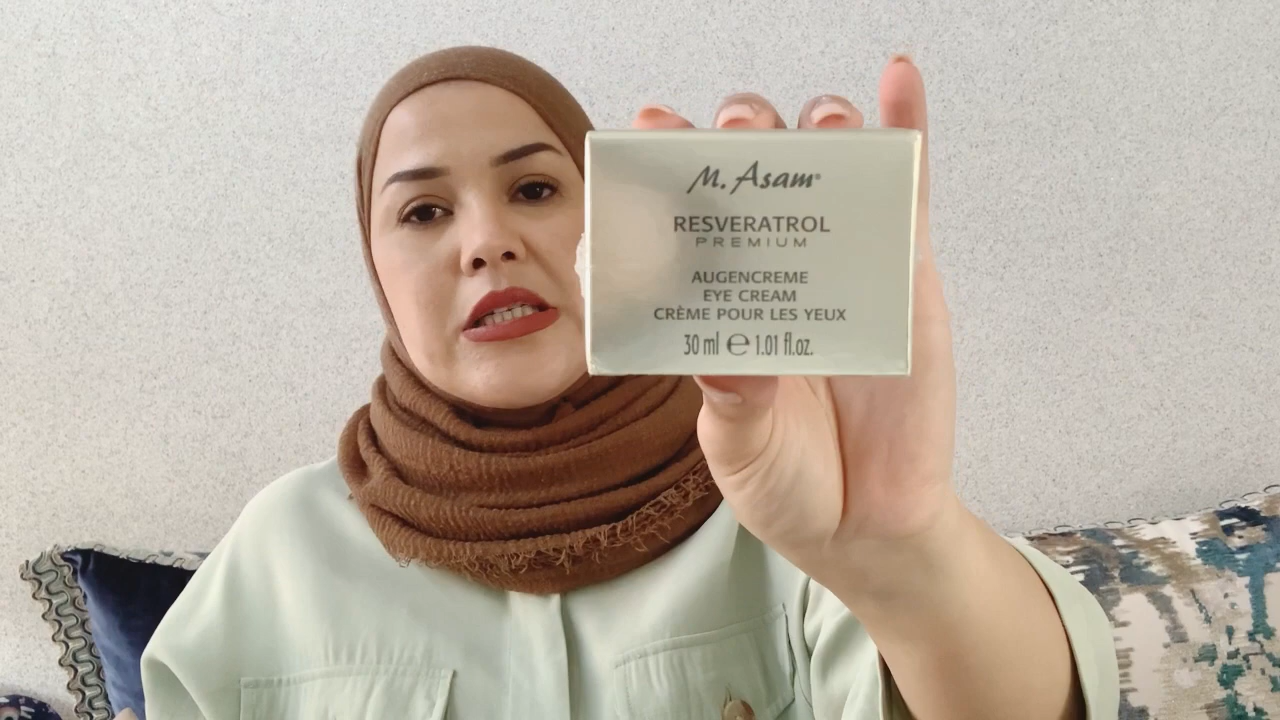 M. Asam®
RESVERATROL
PREMIUM
AUGENCREME
EYE CREAM
CRÈME POUR LES YEUX
30 ml ℮ 1.01 fl.oz.